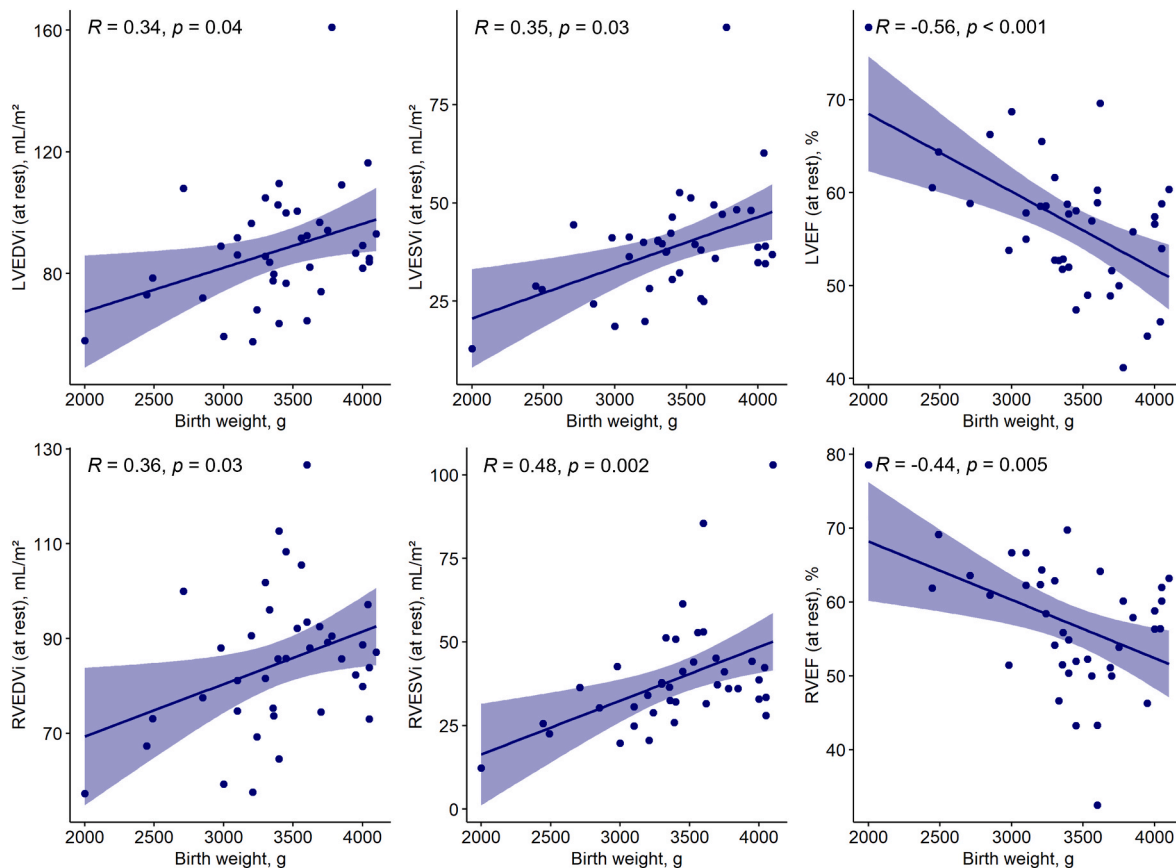 R = 0.34, p = 0.04
LVEDVi (at rest), mL/m²
160
120
80
2000 2500 3000 3500 4000
Birth weight, g
R = 0.35, p = 0.03
LVESVi (at rest), mL/m²
75
50
25
2000 2500 3000 3500 4000
Birth weight, g
R = -0.56, p < 0.001
LVEF (at rest), %
70
60
50
40
2000 2500 3000 3500 4000
Birth weight, g
R = 0.36, p = 0.03
RVEDVi (at rest), mL/m²
130
110
90
70
2000 2500 3000 3500 4000
Birth weight, g
R = 0.48, p = 0.002
RVESVi (at rest), mL/m²
100
75
50
25
0
2000 2500 3000 3500 4000
Birth weight, g
R = -0.44, p = 0.005
RVEF (at rest), %
80
70
60
50
40
2000 2500 3000 3500 4000
Birth weight, g